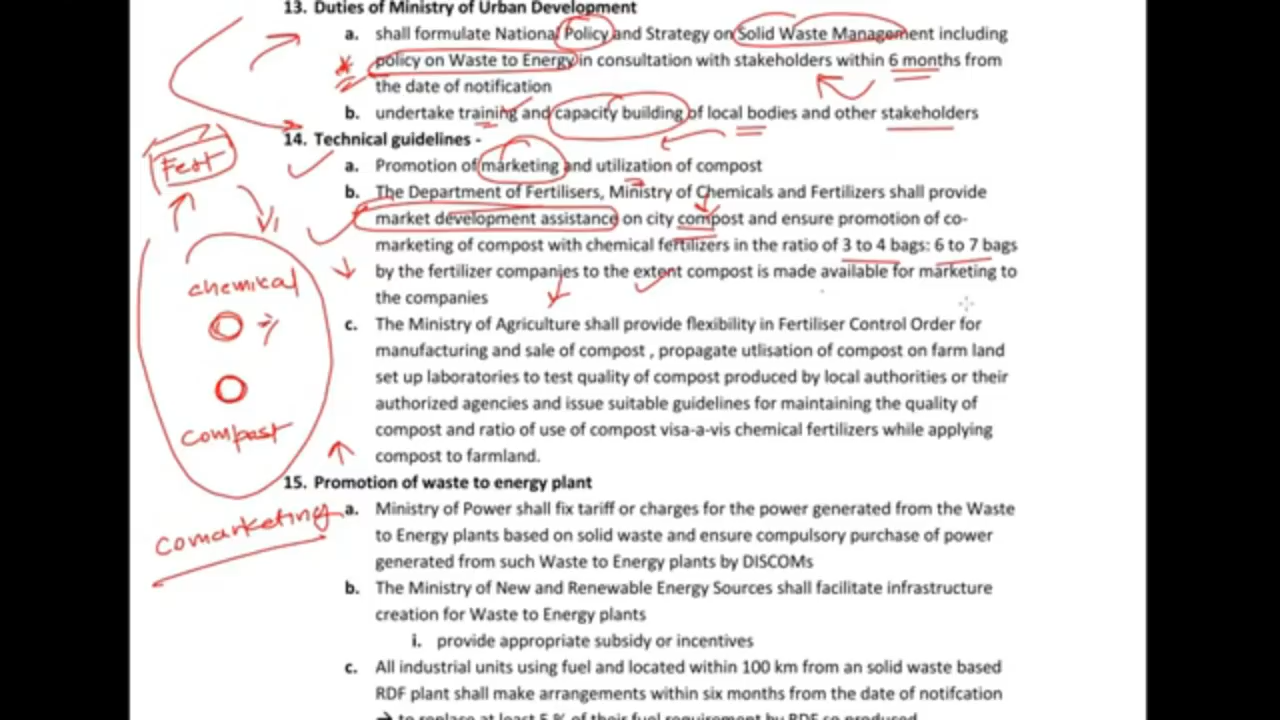 13. Duties of Ministry of Urban Development
a. shall formulate National Policy and Strategy on Solid Waste Management including
policy on Waste to Energy in consultation with stakeholders within 6 months from
the date of notification
b. undertake training and capacity building of local bodies and other stakeholders
14. Technical guidelines -
a. Promotion of marketing and utilization of compost
b. The Department of Fertilisers, Ministry of Chemicals and Fertilizers shall provide
market development assistance on city compost and ensure promotion of co-
marketing of compost with chemical fertilizers in the ratio of 3 to 4 bags: 6 to 7 bags
by the fertilizer companies to the extent compost is made available for marketing to
the companies
c. The Ministry of Agriculture shall provide flexibility in Fertiliser Control Order for
manufacturing and sale of compost , propagate utlisation of compost on farm land
set up laboratories to test quality of compost produced by local authorities or their
authorized agencies and issue suitable guidelines for maintaining the quality of
compost and ratio of use of compost visa-a-vis chemical fertilizers while applying
compost to farmland.
15. Promotion of waste to energy plant
a. Ministry of Power shall fix tariff or charges for the power generated from the Waste
to Energy plants based on solid waste and ensure compulsory purchase of power
generated from such Waste to Energy plants by DISCOMs
b. The Ministry of New and Renewable Energy Sources shall facilitate infrastructure
creation for Waste to Energy plants
i. provide appropriate subsidy or incentives
c. All industrial units using fuel and located within 100 km from an solid waste based
RDF plant shall make arrangements within six months from the date of notifcation
→ to replace at least 5 % of their fuel requirement by RDF so produced
Fert
chemical
compost
comarketing